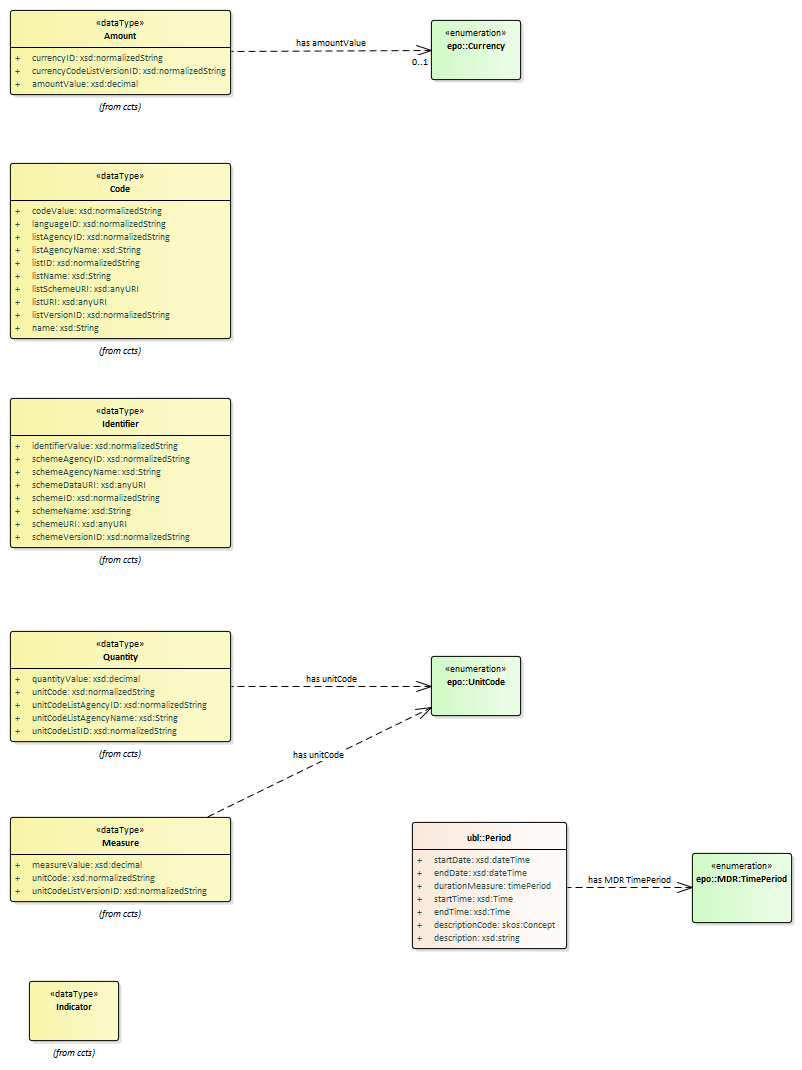 «dataType»
Amount
+ currencyID: xsd:normalizedString
+ currencyCodeListVersionID: xsd:normalizedString
+ amountValue: xsd:decimal
(from ccts)
has amountValue
0..1
«enumeration»
epo::Currency
«dataType»
Code
+ codeValue: xsd:normalizedString
+ languageID: xsd:normalizedString
+ listAgencyID: xsd:normalizedString
+ listAgencyName: xsd:String
+ listID: xsd:normalizedString
+ listName: xsd:String
+ listSchemeURI: xsd:anyURI
+ listURI: xsd:anyURI
+ listVersionID: xsd:normalizedString
+ name: xsd:String
(from ccts)
«dataType»
Identifier
+ identifierValue: xsd:normalizedString
+ schemeAgencyID: xsd:normalizedString
+ schemeAgencyName: xsd:String
+ schemeDataURI: xsd:anyURI
+ schemeID: xsd:normalizedString
+ schemeName: xsd:String
+ schemeURI: xsd:anyURI
+ schemeVersionID: xsd:normalizedString
(from ccts)
«dataType»
Quantity
+ quantityValue: xsd:decimal
+ unitCode: xsd:normalizedString
+ unitCodeListAgencyID: xsd:normalizedString
+ unitCodeListAgencyName: xsd:String
+ unitCodeListID: xsd:normalizedString
(from ccts)
has unitCode
«enumeration»
epo::UnitCode
has unitCode
«dataType»
Measure
+ measureValue: xsd:decimal
+ unitCode: xsd:normalizedString
+ unitCodeListVersionID: xsd:normalizedString
(from ccts)
ubl::Period
+ startDate: xsd:dateTime
+ endDate: xsd:dateTime
+ durationMeasure: timePeriod
+ startTime: xsd:Time
+ endTime: xsd:Time
+ descriptionCode: skos:Concept
+ description: xsd:string
has MDR TimePeriod
«enumeration»
epo::MDR:TimePeriod
«dataType»
Indicator
(from ccts)